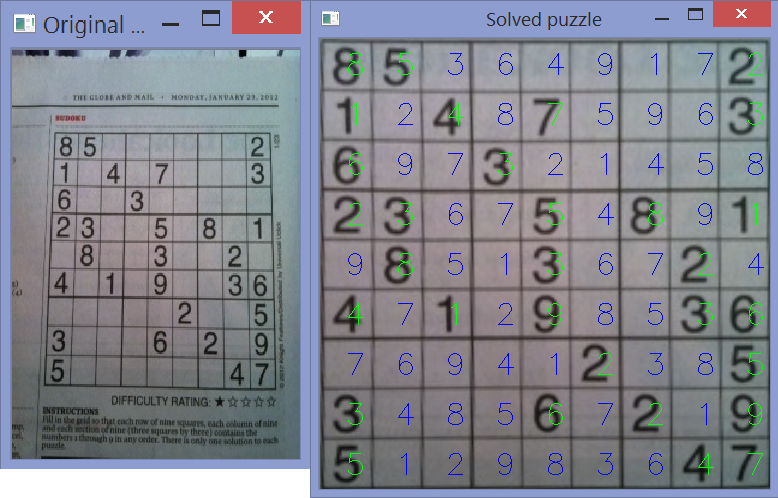 Original ...
THE GLOBE AND MAIL · MONDAY, JANUARY 23, 2012
SUDOKU
8 5 2
1 4 7 3
6 3
2 3 5 8 1
8 3 2
4 1 9 3 6
2 5
3 6 2 9
5 4 7
DIFFICULTY RATING: ★☆☆☆☆
INSTRUCTIONS
Fill in the grid so that each row of nine squares, each column of nine
and each section of nine (three squares by three) contains the
numbers 1 through 9 in any order. There is only one solution to each
puzzle.
Solved puzzle
8 5 3 6 4 9 1 7 2
1 2 4 8 7 5 9 6 3
6 9 7 3 2 1 4 5 8
2 3 6 7 5 4 8 9 1
9 8 5 1 3 6 7 2 4
4 7 1 2 9 8 5 3 6
7 6 9 4 1 2 3 8 5
3 4 8 5 6 7 2 1 9
5 1 2 9 8 3 6 4 7